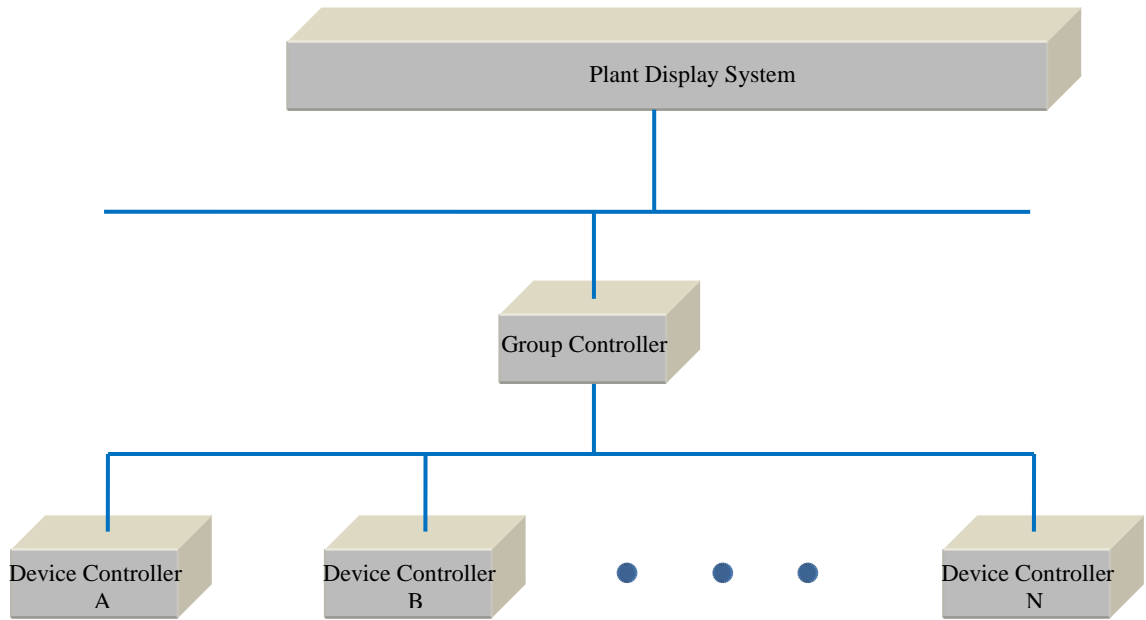 Plant Display System
Group Controller
Device Controller
A
Device Controller
B
Device Controller
N